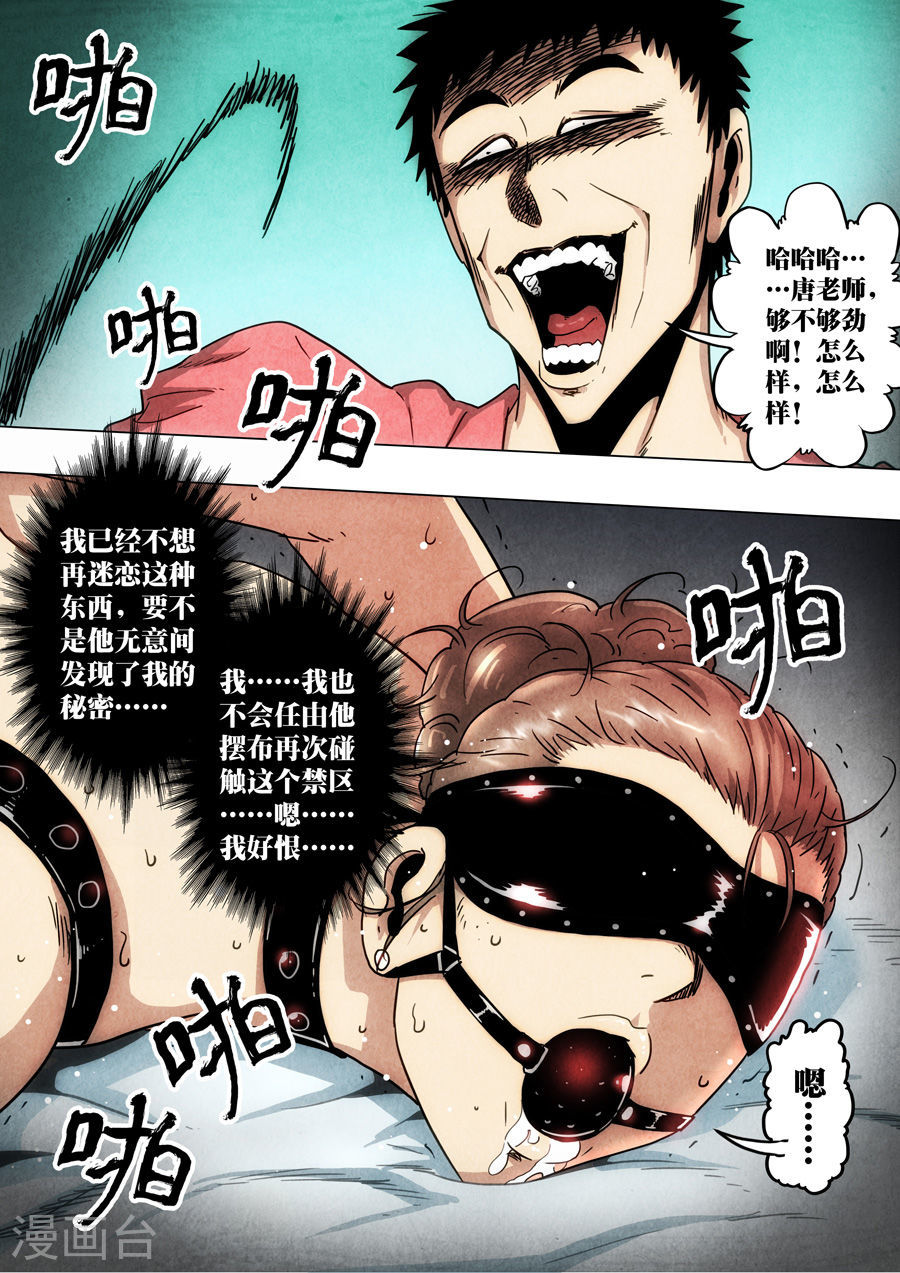 啪
啪
啪
哈哈哈……
……唐老师，
够不够劲
啊！怎么
样，怎么
样！
我已经不想
再迷恋这种
东西，要不
是他无意间
发现了我的
秘密……
我……我也
不会任由他
摆布再次碰
触这个禁区
……嗯……
我好恨……
啪
啪
啪
嗯……
漫画台